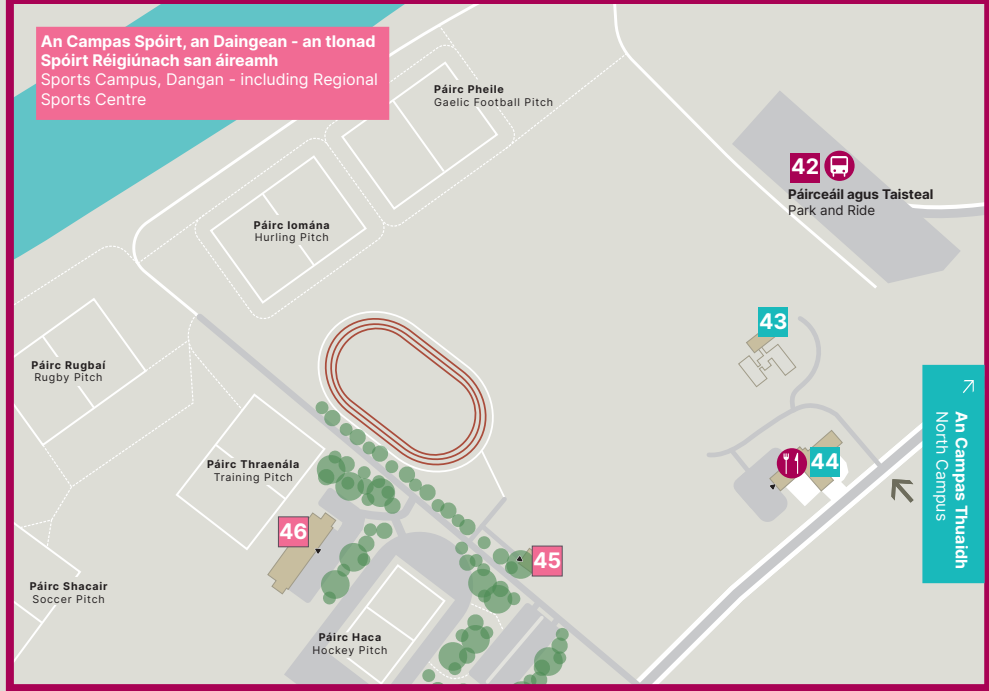 An Campas Spóirt, an Daingean - an tIonad
Spóirt Réigiúnach san áireamh
Sports Campus, Dangan - including Regional
Sports Centre
Páirc Pheile
Gaelic Football Pitch
42
Páirceáil agus Taisteal
Park and Ride
Páirc Iomána
Hurling Pitch
43
Páirc Rugbaí
Rugby Pitch
An Campas Thuaidh
North Campus
44
Páirc Thraenála
Training Pitch
46
45
Páirc Shacair
Soccer Pitch
Páirc Haca
Hockey Pitch